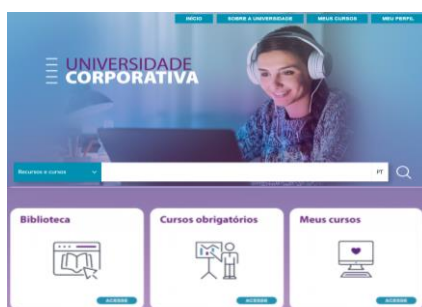 INÍCIO SOBRE A UNIVERSIDADE MEUS CURSOS MEU PERFIL
UNIVERSIDADE
CORPORATIVA
Recursos e cursos PT
Biblioteca Cursos obrigatórios Meus cursos
ACESSE ACESSE ACESSE